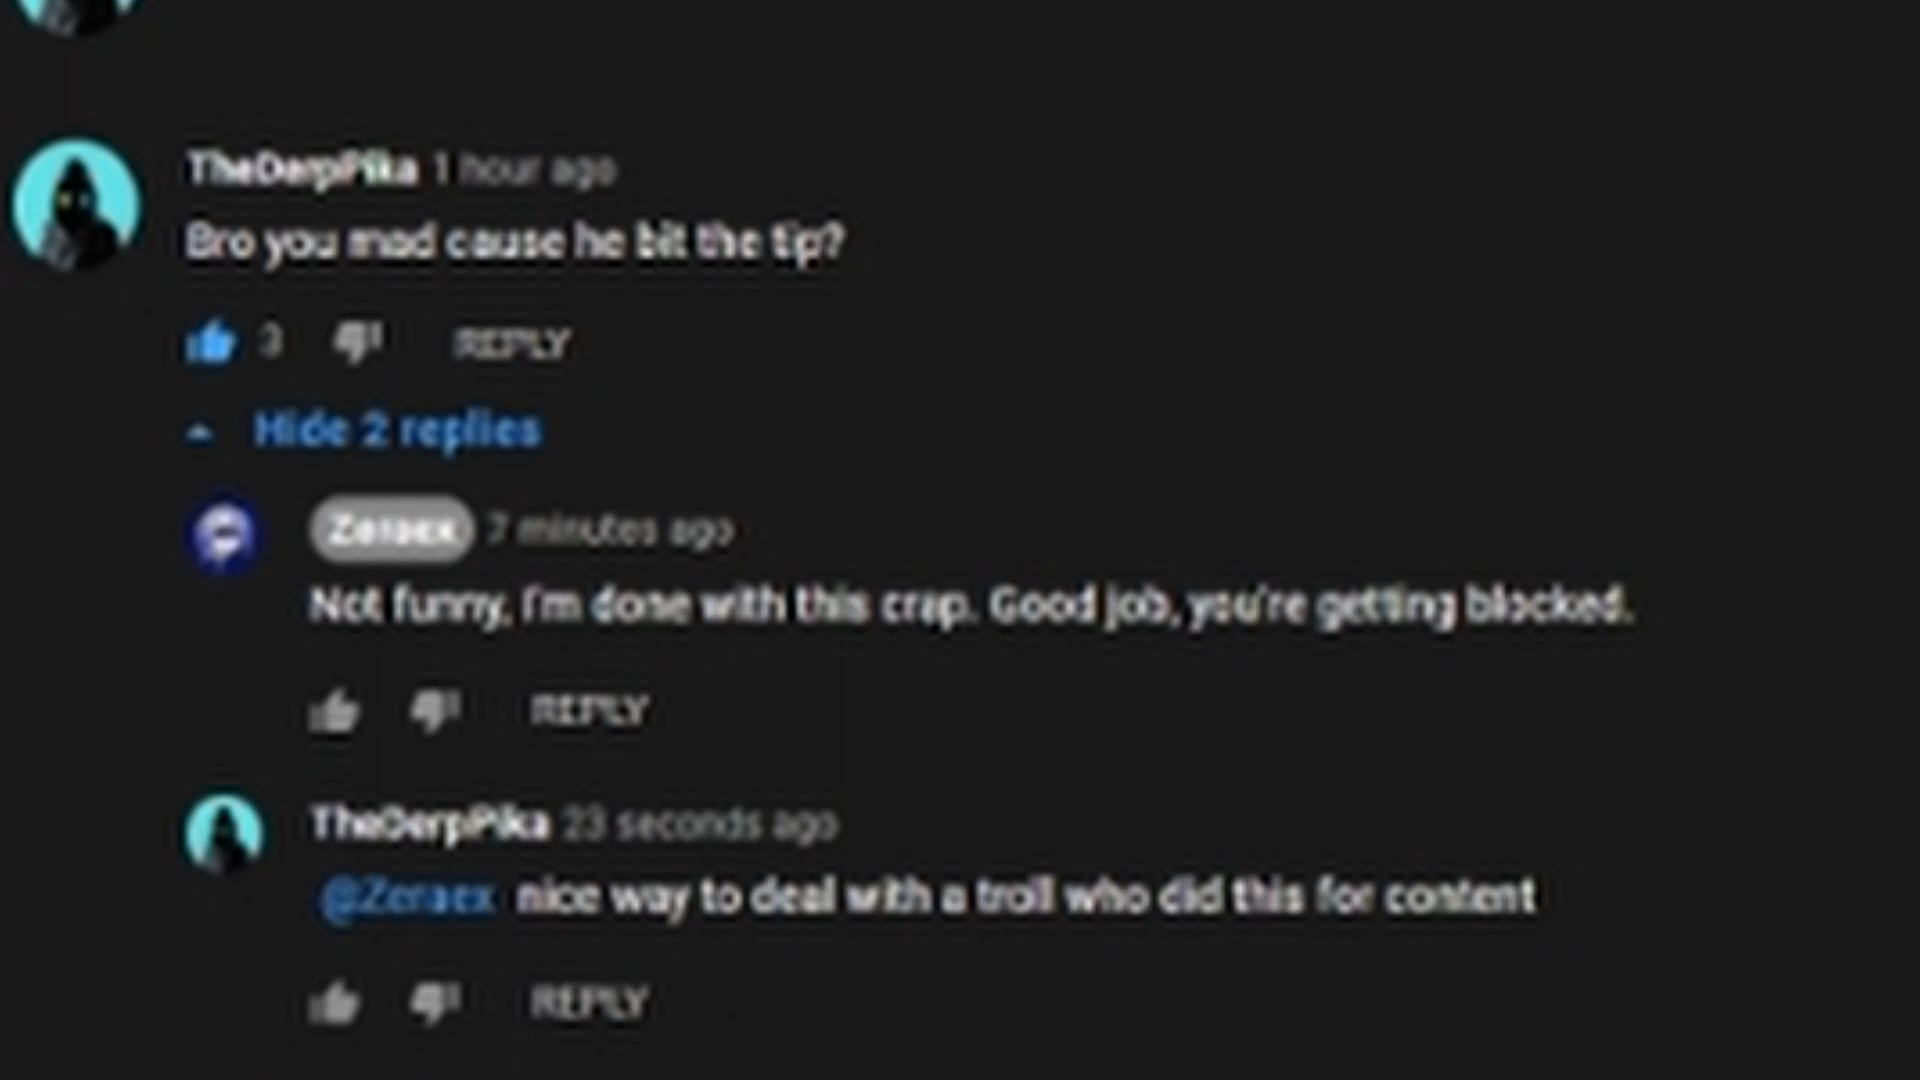 TheDerpPika 1 hour ago
Bro you mad cause he bit the tip?
3 REPLY
Hide 2 replies
Zeraex 7 minutes ago
Not funny, I'm done with this crap. Good job, you're getting blocked.
REPLY
TheDerpPika 23 seconds ago
@Zeraex nice way to deal with a troll who did this for content
REPLY